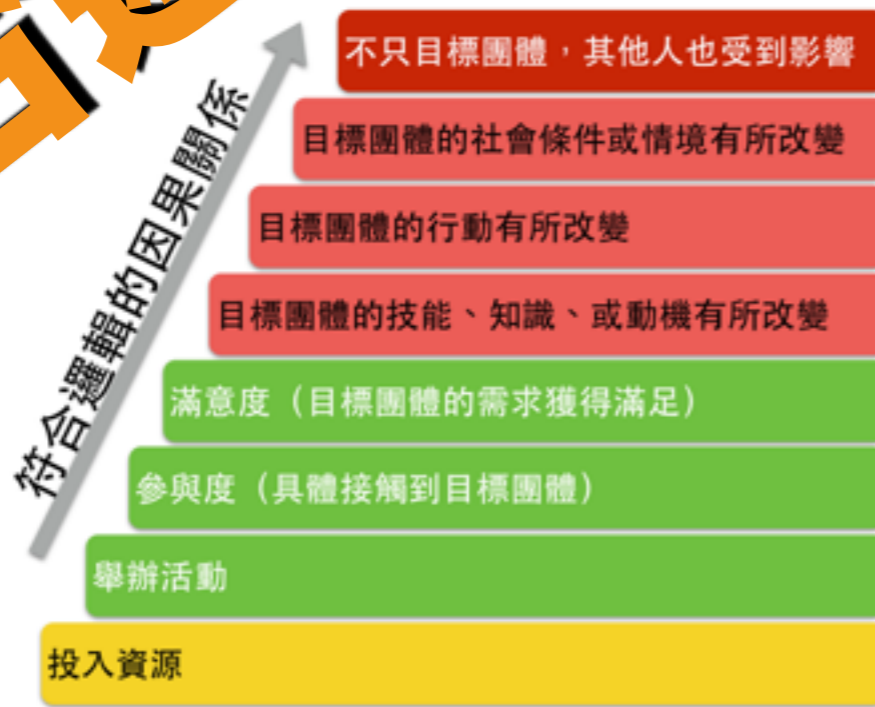 不只目標團體，其他人也受到影響
目標團體的社會條件或情境有所改變
目標團體的行動有所改變
目標團體的技能、知識、或動機有所改變
滿意度（目標團體的需求獲得滿足）
參與度（具體接觸到目標團體）
舉辦活動
投入資源
符合邏輯的因果關係